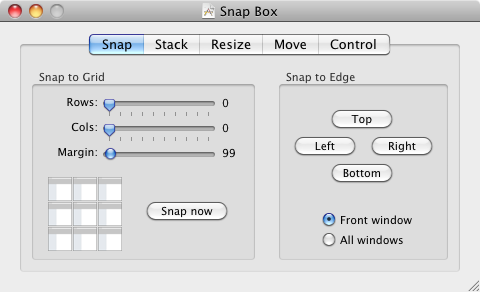 Snap Box
Snap Stack Resize Move Control
Snap to Grid
Rows: 0
Cols: 0
Margin: 99
Snap now
Snap to Edge
Top
Left Right
Bottom
Front window
All windows